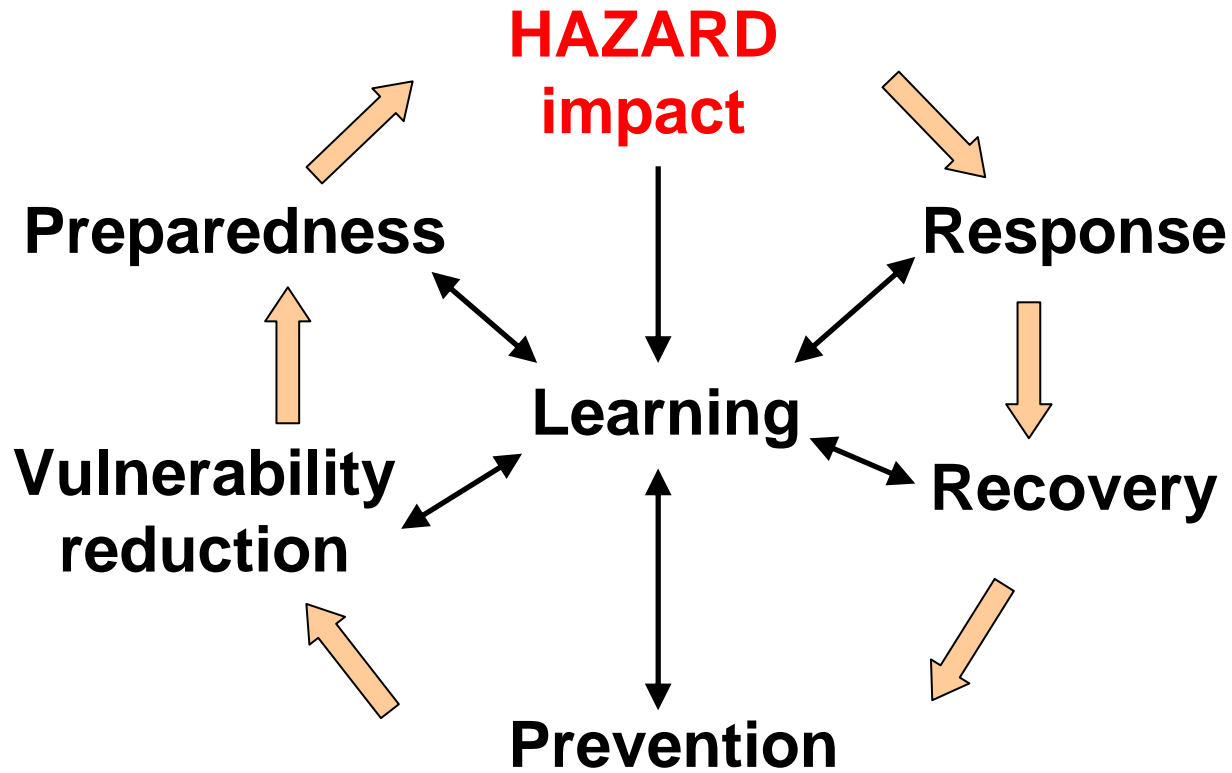 HAZARD
impact
Preparedness
Response
Learning
Vulnerability
reduction
Recovery
Prevention